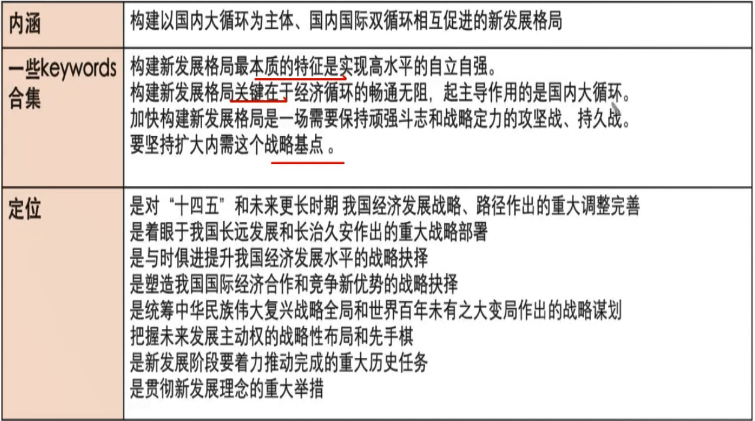 内涵
构建以国内大循环为主体、国内国际双循环相互促进的新发展格局
一些keywords
合集
构建新发展格局最本质的特征是实现高水平的自立自强。
构建新发展格局关键在于经济循环的畅通无阻，起主导作用的是国内大循环。
加快构建新发展格局是一场需要保持顽强斗志和战略定力的攻坚战、持久战。
要坚持扩大内需这个战略基点 。
定位
是对“十四五”和未来更长时期 我国经济发展战略、路径作出的重大调整完善
是着眼于我国长远发展和长治久安作出的重大战略部署
是与时俱进提升我国经济发展水平的战略抉择
是塑造我国国际经济合作和竞争新优势的战略抉择
是统筹中华民族伟大复兴战略全局和世界百年未有之大变局作出的战略谋划
把握未来发展主动权的战略性布局和先手棋
是新发展阶段要着力推动完成的重大历史任务
是贯彻新发展理念的重大举措